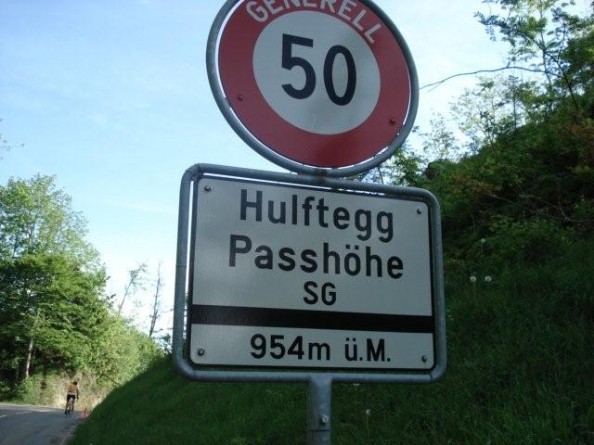 GENERELL
50
Hulftegg
Passhöhe
SG
954m ü.M.